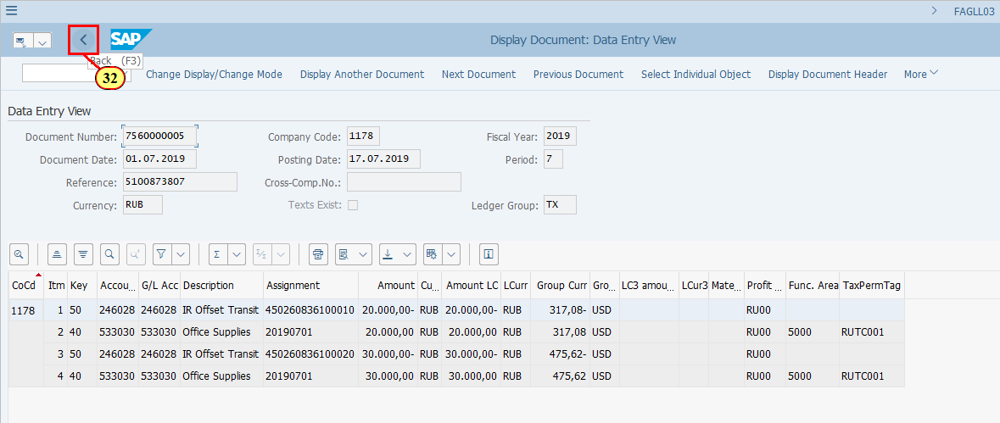 FAGLL03
SAP Display Document: Data Entry View
Back (F3)
32 Change Display/Change Mode Display Another Document Next Document Previous Document Select Individual Object Display Document Header More
Data Entry View
Document Number: 7560000005 Company Code: 1178 Fiscal Year: 2019
Document Date: 01.07.2019 Posting Date: 17.07.2019 Period: 7
Reference: 5100873807 Cross-Comp.No.:
Currency: RUB Texts Exist: Ledger Group: TX
CoCd Itm Key Accou... G/L Acc Description Assignment Amount Cu... Amount LC LCurr Group Curr Gro... LC3 amou... LCur3 Mate... Profit ... Func. Area TaxPermTag
1178 1 50 246028 246028 IR Offset Transit 450260836100010 20.000,00- RUB 20.000,00- RUB 317,08- USD RU00
2 40 533030 533030 Office Supplies 20190701 20.000,00 RUB 20.000,00 RUB 317,08 USD RU00 5000 RUTC001
3 50 246028 246028 IR Offset Transit 450260836100020 30.000,00- RUB 30.000,00- RUB 475,62- USD RU00
4 40 533030 533030 Office Supplies 20190701 30.000,00 RUB 30.000,00 RUB 475,62 USD RU00 5000 RUTC001